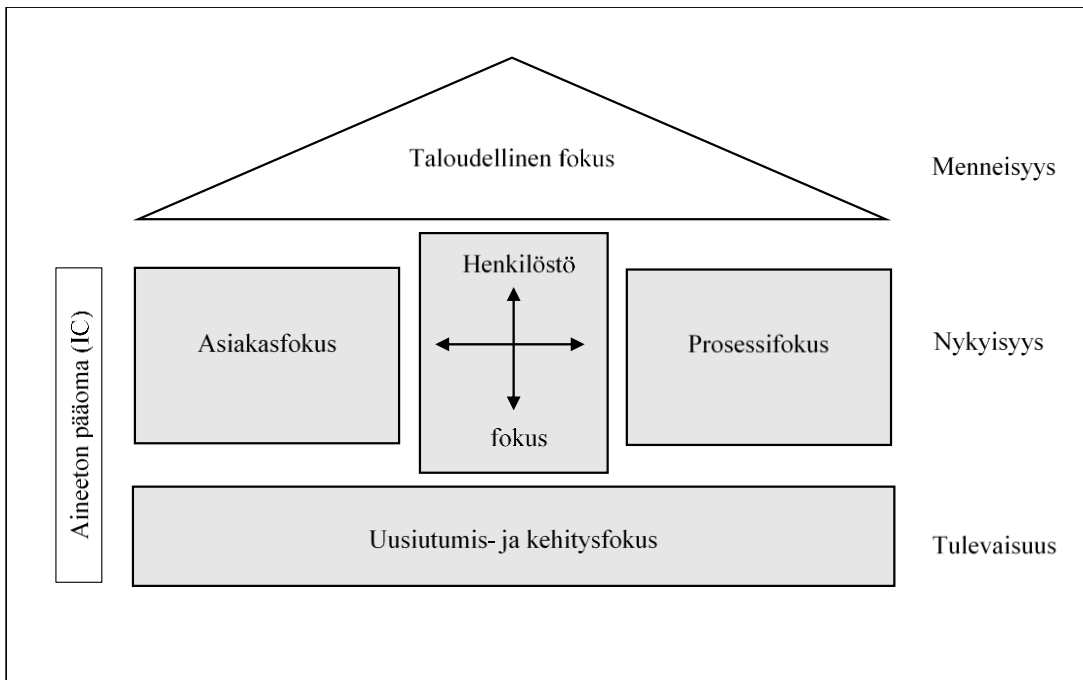 Taloudellinen fokus
Menneisyys
Aineeton pääoma (IC)
Asiakasfokus
Henkilöstö
fokus
Prosessifokus
Nykyisyys
Uusiutumis- ja kehitysfokus
Tulevaisuus